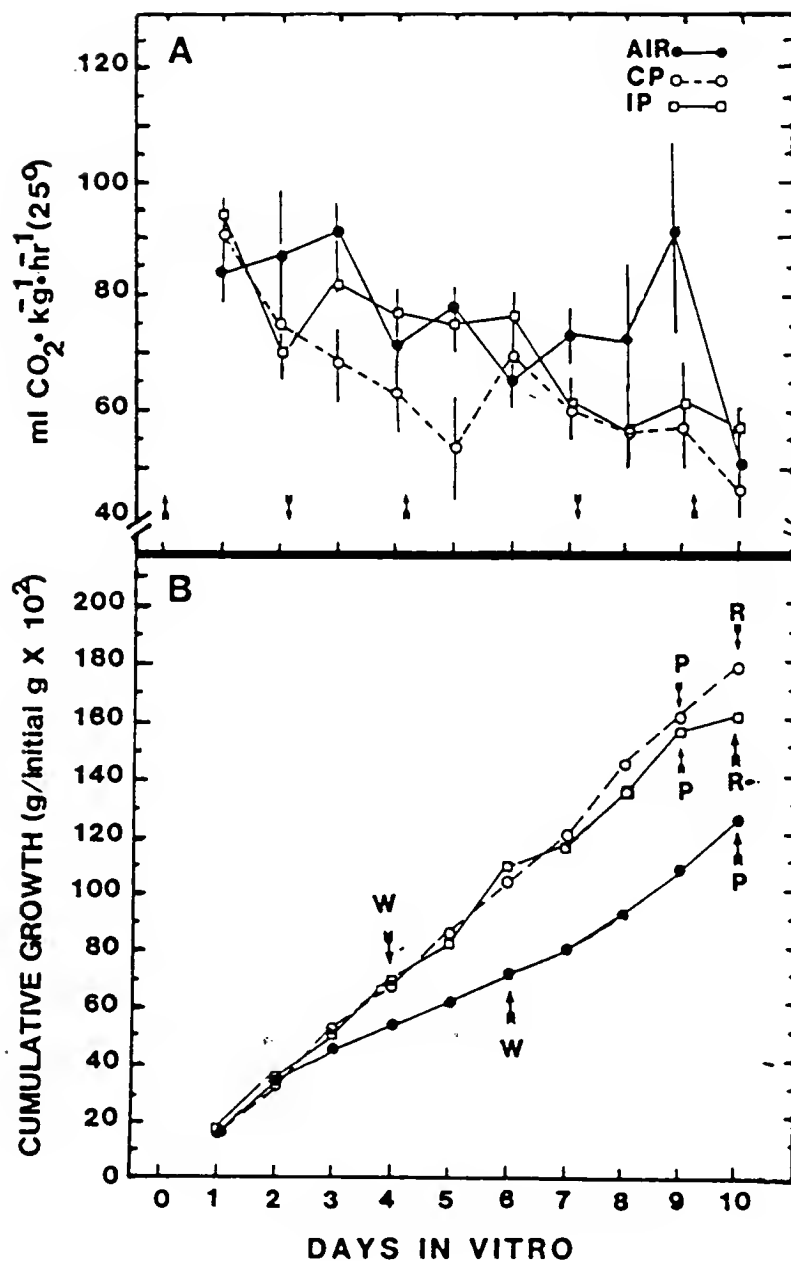 A
AIR
CP
IP
120
100
80
60
40
ml CO2 • kg-1 • hr-1 (25º)
B
200
180
160
140
120
100
80
60
40
20
0
CUMULATIVE GROWTH (g/initial g X 10²)
R
P
P
R
P
W
W
0 1 2 3 4 5 6 7 8 9 10
DAYS IN VITRO